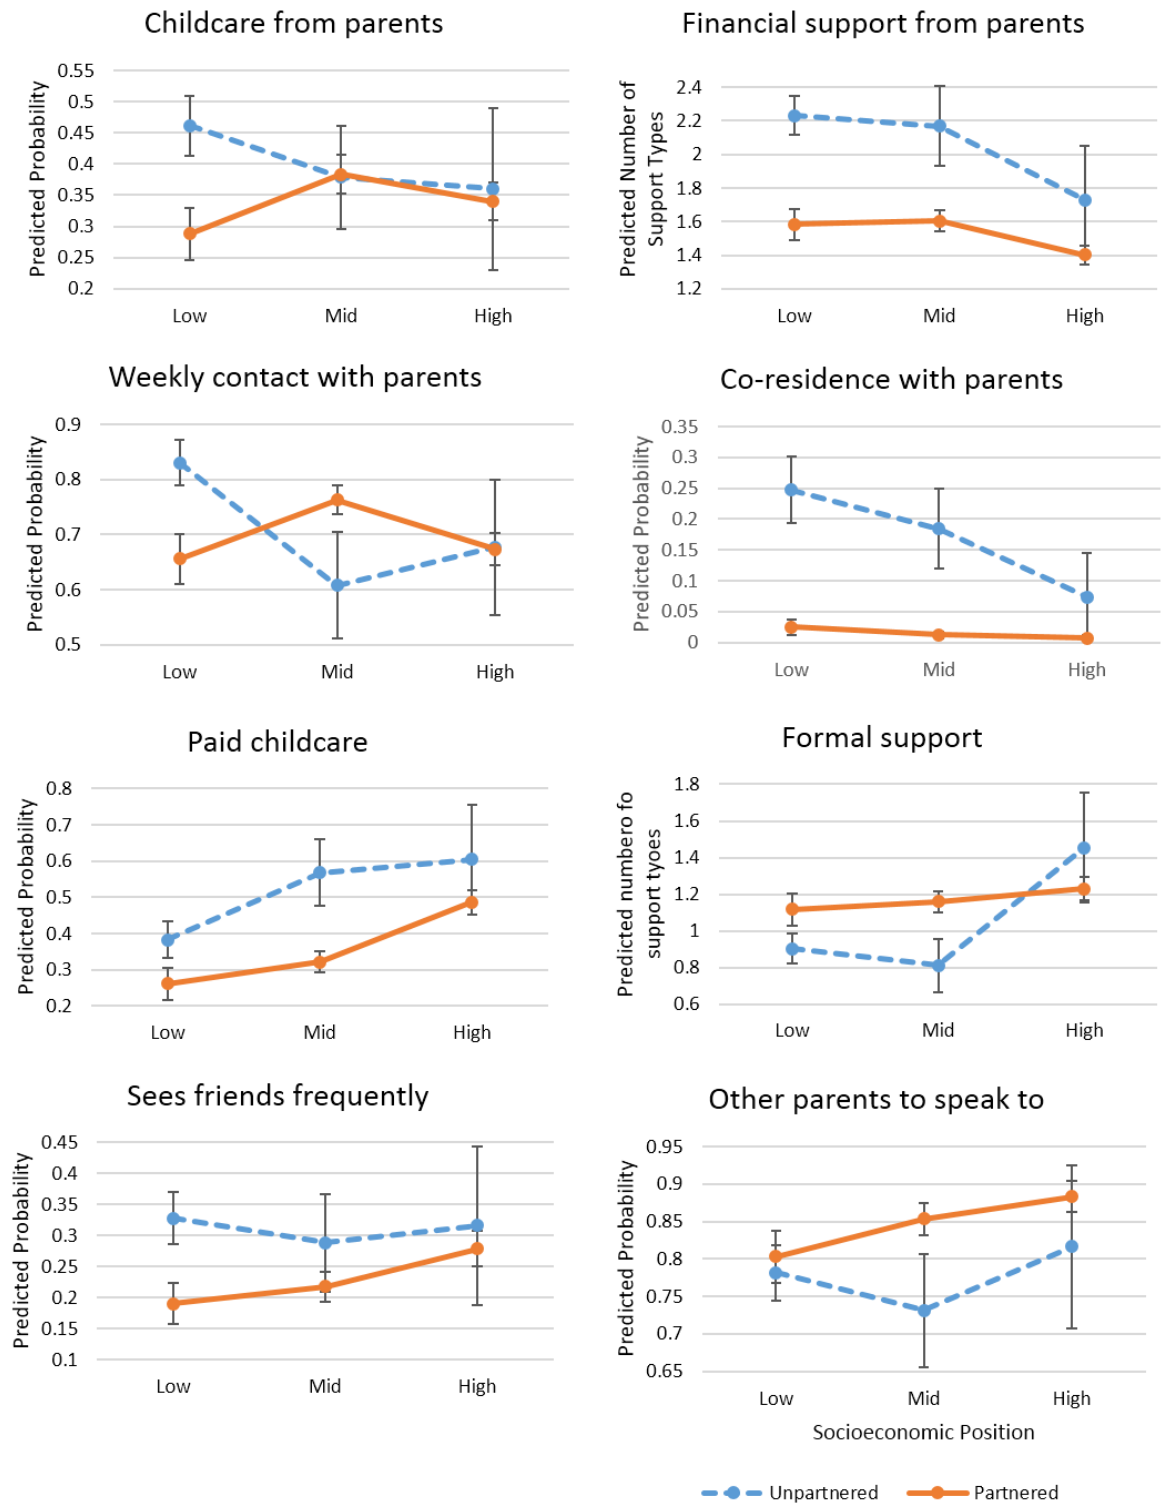 Childcare from parents
Predicted Probability
0.55
0.5
0.45
0.4
0.35
0.3
0.25
0.2
Low Mid High
Financial support from parents
Predicted Number of
Support Types
2.4
2.2
2
1.8
1.6
1.4
1.2
Low Mid High
Weekly contact with parents
Predicted Probability
0.9
0.8
0.7
0.6
0.5
Low Mid High
Co-residence with parents
Predicted Probability
0.35
0.3
0.25
0.2
0.15
0.1
0.05
0
Low Mid High
Paid childcare
Predicted Probability
0.8
0.7
0.6
0.5
0.4
0.3
0.2
Low Mid High
Formal support
Predicted numbero fo
support tyoes
1.8
1.6
1.4
1.2
1
0.8
0.6
Low Mid High
Sees friends frequently
Predicted Probability
0.45
0.4
0.35
0.3
0.25
0.2
0.15
0.1
Low Mid High
Other parents to speak to
Predicted Probability
0.95
0.9
0.85
0.8
0.75
0.7
0.65
Low Mid High
Socioeconomic Position
Unpartnered Partnered